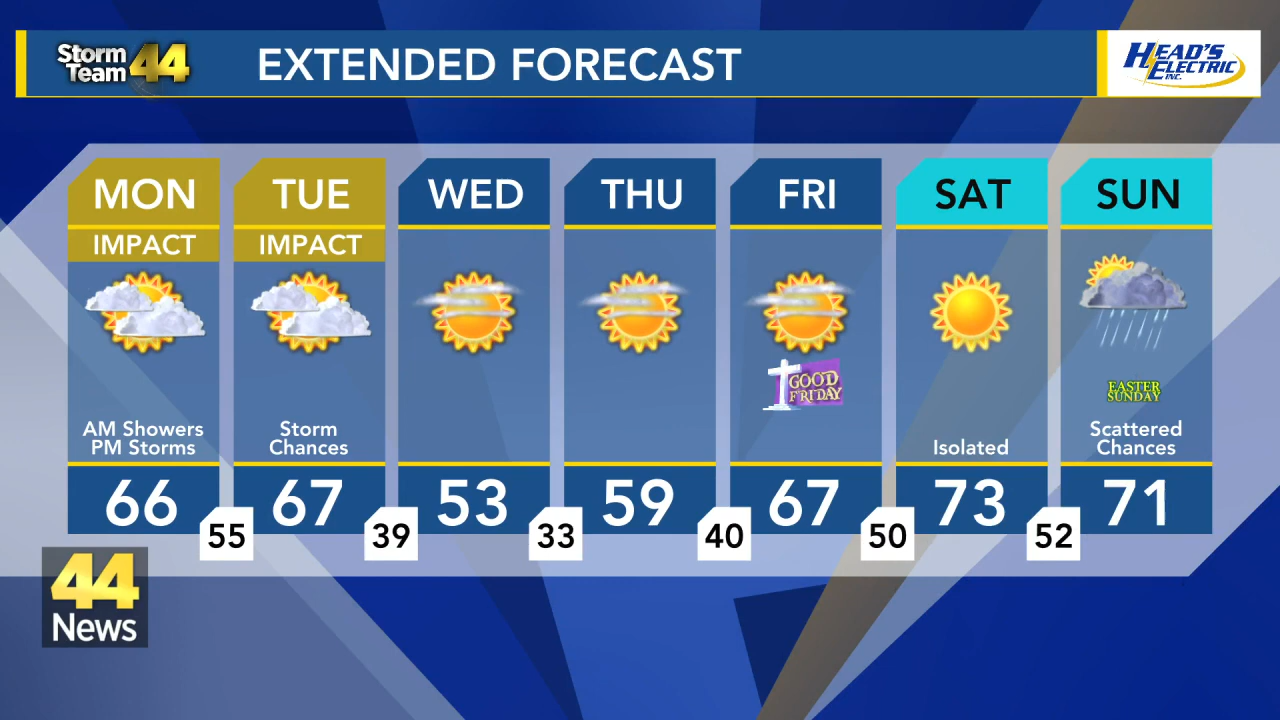 Storm
Team 44
EXTENDED FORECAST
HEAD'S
ELECTRIC
INC.
MON
TUE
WED
THU
FRI
SAT
SUN
IMPACT
IMPACT
GOOD
FRIDAY
EASTER
SUNDAY
AM Showers
PM Storms
Storm
Chances
Isolated
Scattered
Chances
66
67
53
59
67
73
71
55
39
33
40
50
52
44
News